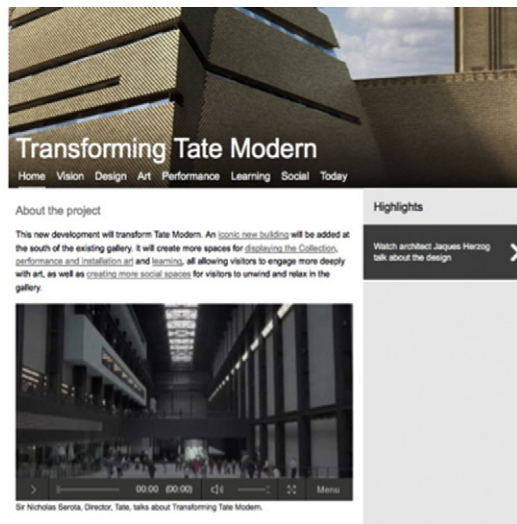 Transforming Tate Modern
Home Vision Design Art Performance Learning Social Today
About the project
This new development will transform Tate Modern. An iconic new building will be added at
the south of the existing gallery. It will create more spaces for displaying the Collection,
performance and installation art and learning, all allowing visitors to engage more deeply
with art, as well as creating more social spaces for visitors to unwind and relax in the
gallery.
Highlights
Watch architect Jaques Herzog
talk about the design
00:00 (00:00) Menu
Sir Nicholas Serota, Director, Tate, talks about Transforming Tate Modern.